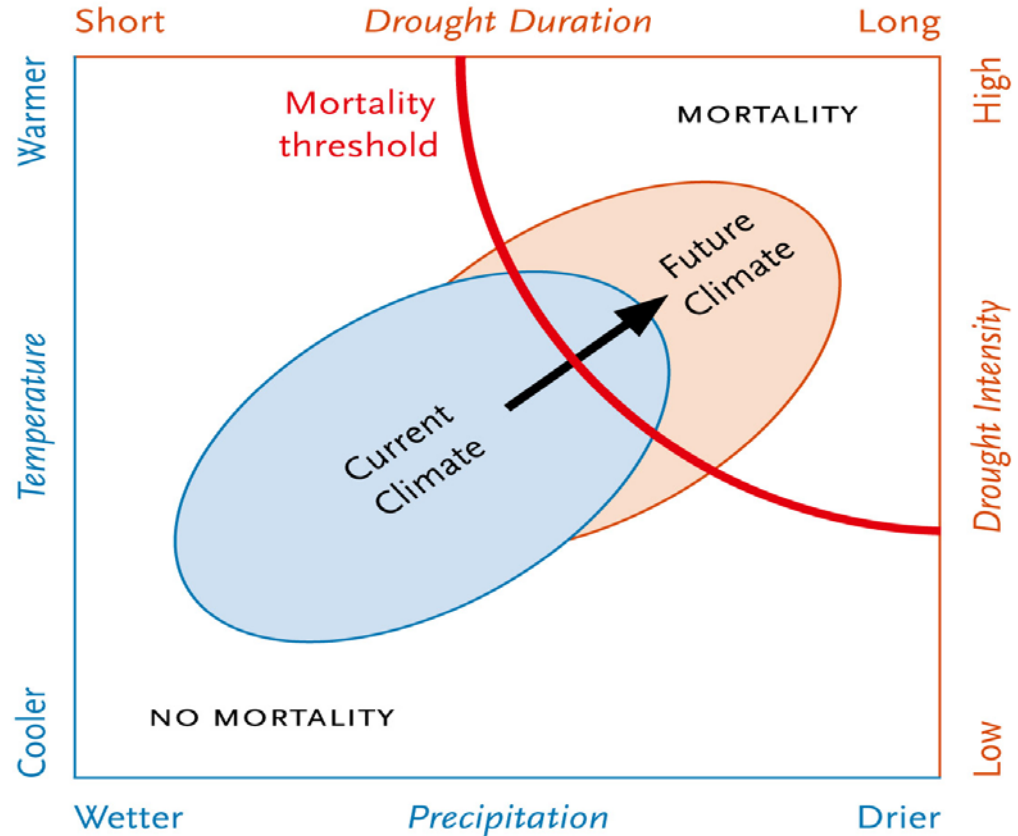 Short Drought Duration Long
Warmer
Temperature
Cooler
Mortality
threshold
MORTALITY
Future
Climate
Current
Climate
NO MORTALITY
High
Drought Intensity
Low
Wetter Precipitation Drier